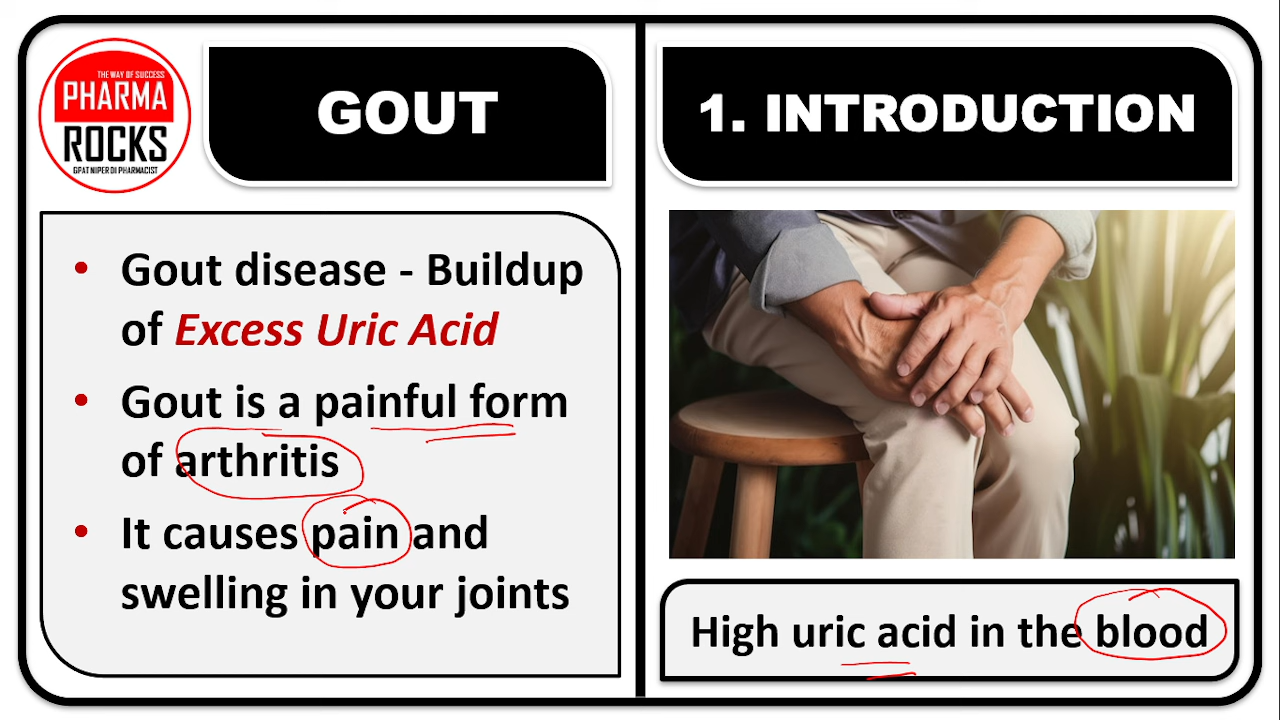 THE WAY OF SUCCESS
PHARMA
ROCKS
GPAT NIPER DI PHARMACIST
GOUT
• Gout disease - Buildup
of Excess Uric Acid
• Gout is a painful form
of arthritis
• It causes pain and
swelling in your joints
1. INTRODUCTION
High uric acid in the blood